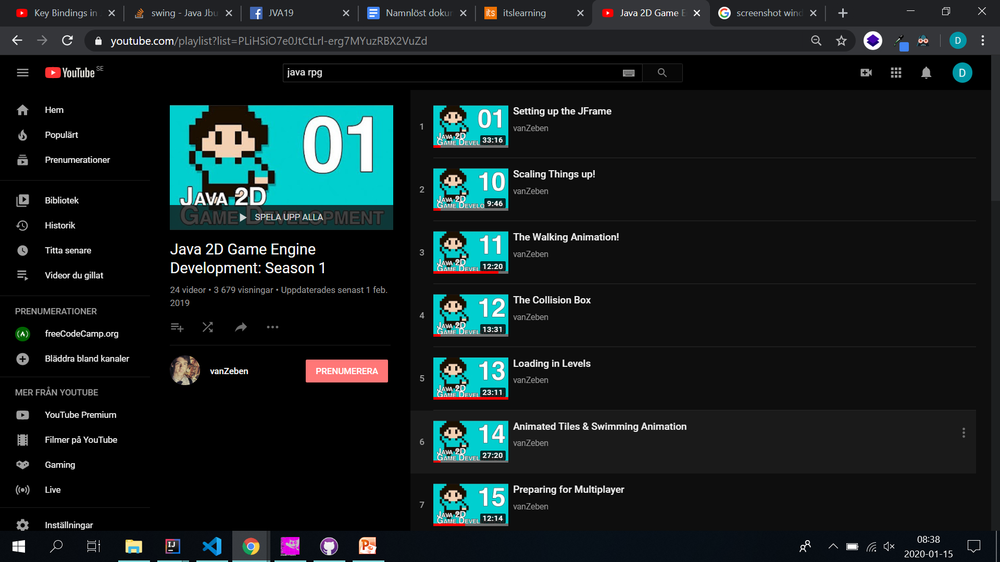 Key Bindings in
swing - Java Jbu
JVA19
Namnlöst doku
its
itslearning
Java 2D Game E
screenshot wind
youtube.com/playlist?list=PLiHSiO7e0JtCtLrl-erg7MYuzRBX2VuZd
D
YouTube SE
java rpg
D
Hem
Populärt
Prenumerationer
Bibliotek
Historik
Titta senare
Videor du gillat
PRENUMERATIONER
freeCodeCamp.org
Bläddra bland kanaler
MER FRÅN YOUTUBE
YouTube Premium
Filmer på YouTube
Gaming
Live
Inställningar
01
JAVA 2D
GAME DEVELOPMENT
SPELA UPP ALLA
Java 2D Game Engine
Development: Season 1
24 videor • 3 679 visningar • Uppdaterades senast 1 feb.
2019
vanZeben
PRENUMERERA
1
01
JAVA 2D
GAME DEVEL
33:16
Setting up the JFrame
vanZeben
2
10
JAVA 2D
GAME DEVELO
9:46
Scaling Things up!
vanZeben
3
11
JAVA 2D
GAME DEVEL
12:20
The Walking Animation!
vanZeben
4
12
JAVA 2D
GAME DEVEL
13:31
The Collision Box
vanZeben
5
13
JAVA 2D
GAME DEVEL
23:11
Loading in Levels
vanZeben
6
14
JAVA 2D
GAME DEVEL
27:20
Animated Tiles & Swimming Animation
vanZeben
7
15
JAVA 2D
GAME DEVEL
12:14
Preparing for Multiplayer
vanZeben
IJ
08:38
2020-01-15